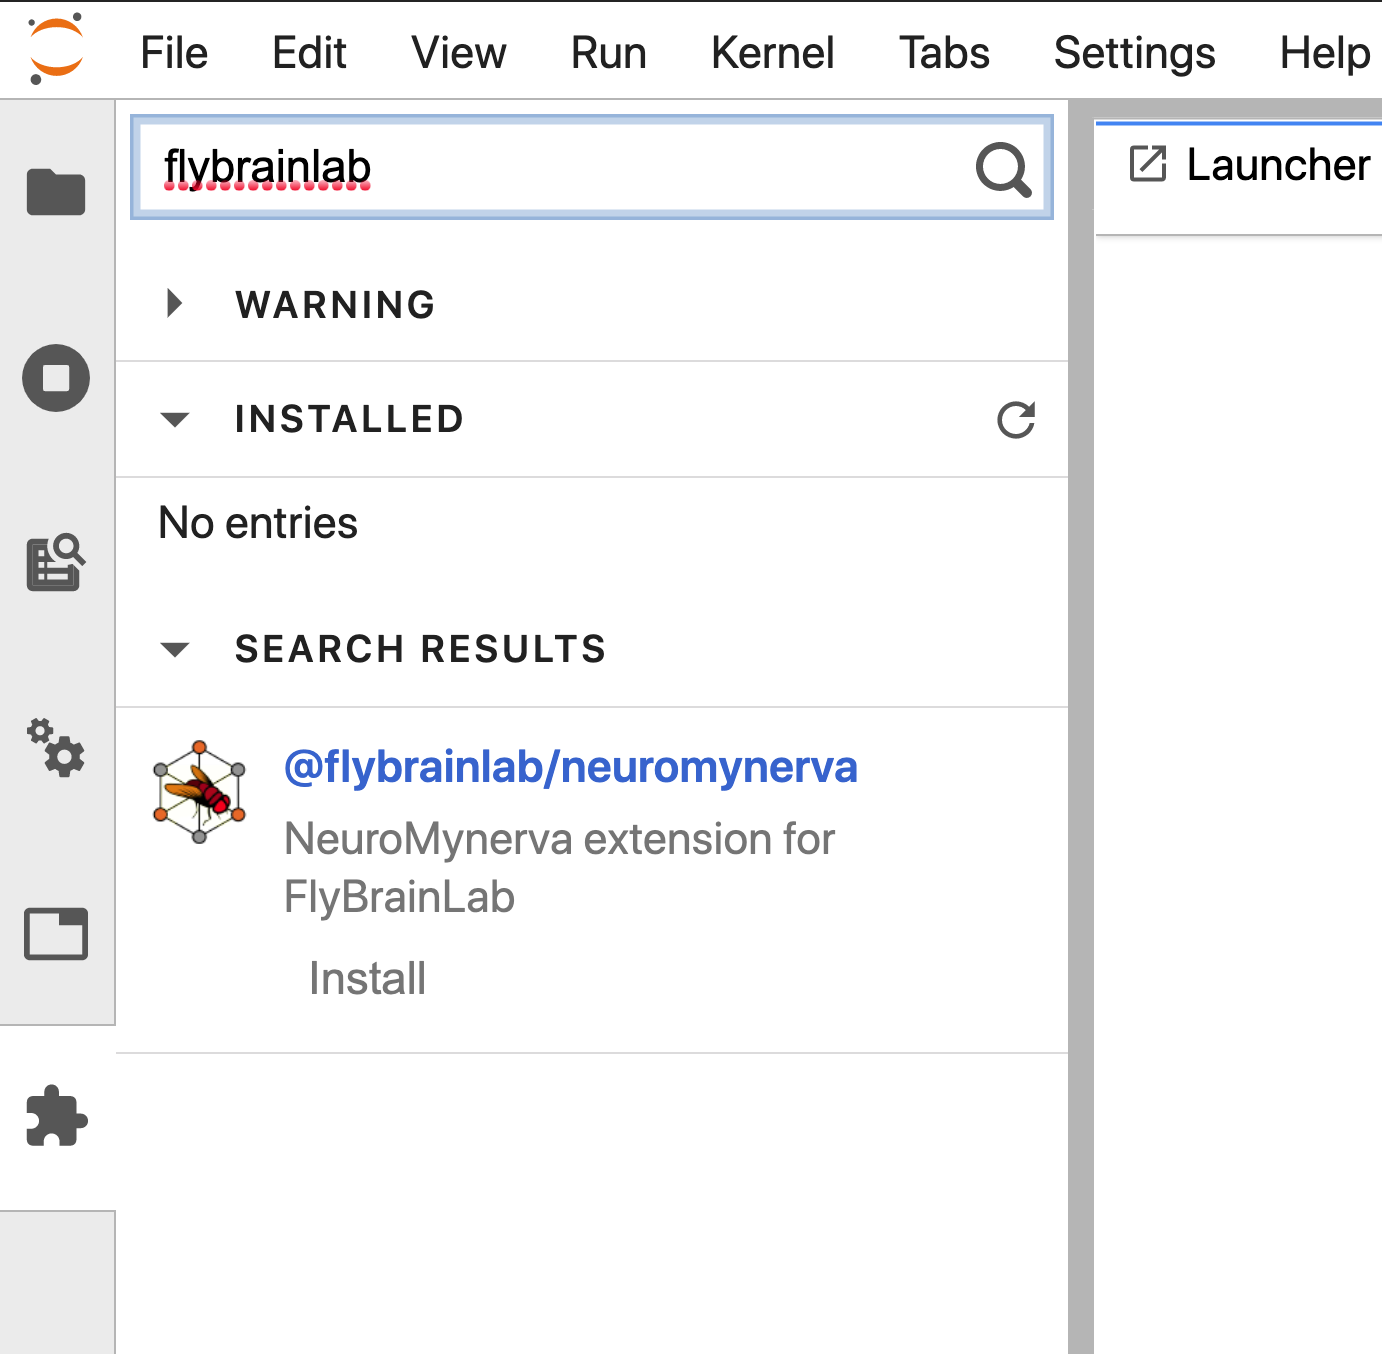 File Edit View Run Kernel Tabs Settings Help
flybrainlab
Launcher
WARNING
INSTALLED
No entries
SEARCH RESULTS
@flybrainlab/neuromynerva
NeuroMynerva extension for
FlyBrainLab
Install